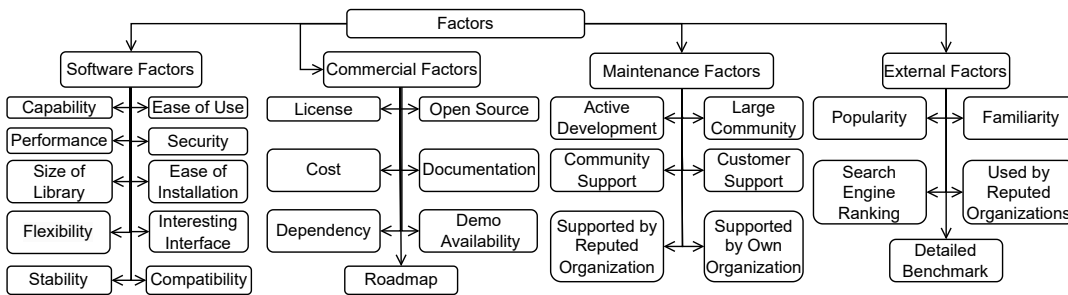 Factors
Software Factors
Capability
Ease of Use
Performance
Security
Size of
Library
Ease of
Installation
Flexibility
Interesting
Interface
Stability
Compatibility
Commercial Factors
License
Open Source
Cost
Documentation
Dependency
Demo
Availability
Roadmap
Maintenance Factors
Active
Development
Large
Community
Community
Support
Customer
Support
Supported by
Reputed
Organization
Supported
by Own
Organization
External Factors
Popularity
Familiarity
Search
Engine
Ranking
Used by
Reputed
Organizations
Detailed
Benchmark